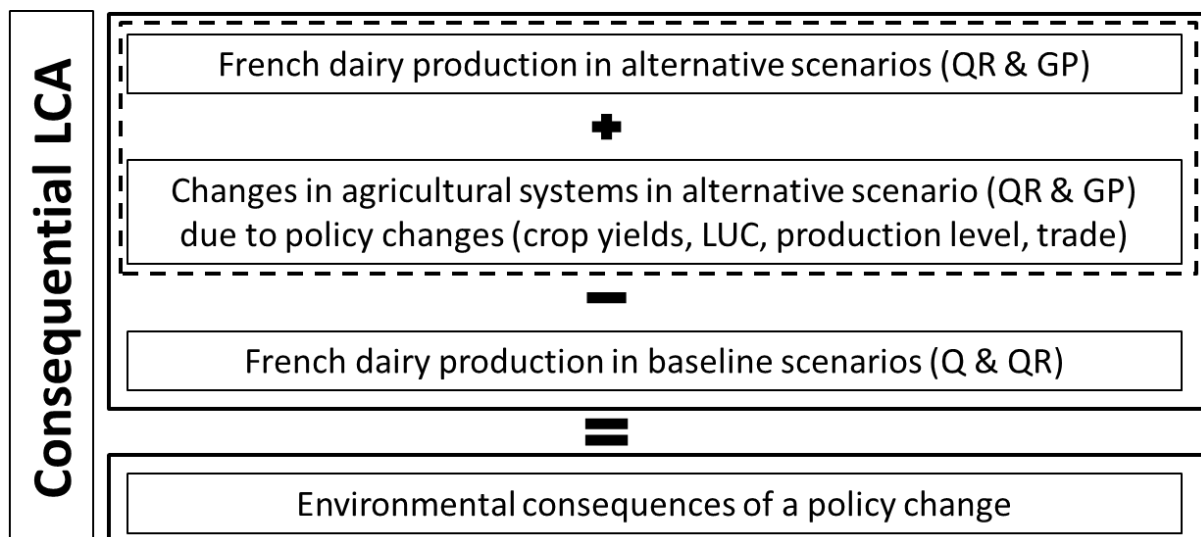 Consequential LCA
French dairy production in alternative scenarios (QR & GP)
+
Changes in agricultural systems in alternative scenario (QR & GP)
due to policy changes (crop yields, LUC, production level, trade)
–
French dairy production in baseline scenarios (Q & QR)
=
Environmental consequences of a policy change